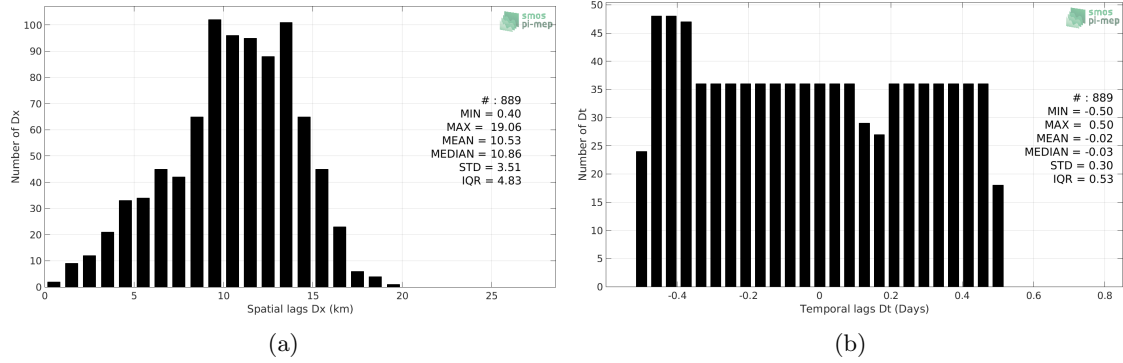 smos
pi-mep
100
90
80
70
60
50
40
30
20
10
0
Number of Dx
# : 889
MIN = 0.40
MAX = 19.06
MEAN = 10.53
MEDIAN = 10.86
STD = 3.51
IQR = 4.83
0 5 10 15 20 25
Spatial lags Dx (km)
(a)
smos
pi-mep
50
45
40
35
30
25
20
15
10
5
0
Number of Dt
# : 889
MIN = -0.50
MAX = 0.50
MEAN = -0.02
MEDIAN = -0.03
STD = 0.30
IQR = 0.53
-0.4 -0.2 0 0.2 0.4 0.6 0.8
Temporal lags Dt (Days)
(b)